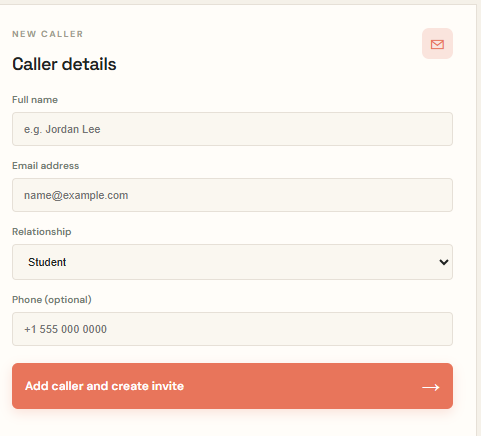 NEW CALLER
Caller details
Full name
e.g. Jordan Lee
Email address
name@example.com
Relationship
Student
Phone (optional)
+1 555 000 0000
Add caller and create invite →